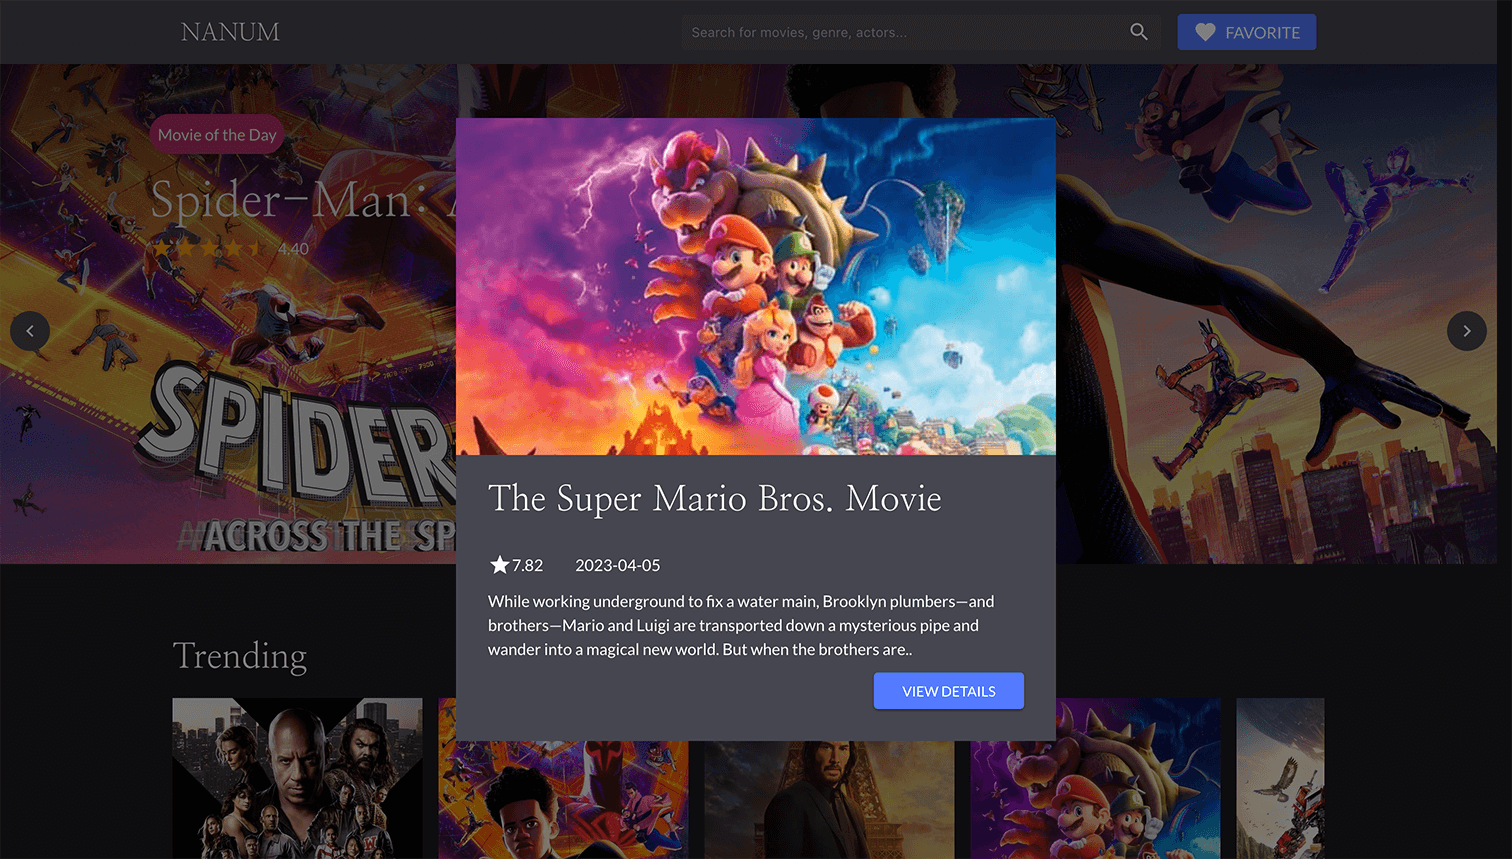 NANUM
Search for movies, genre, actors...
FAVORITE
Movie of the Day
Spider-Man:
4.40
SPIDER
ACROSS THE SP
The Super Mario Bros. Movie
7.82 2023-04-05
While working underground to fix a water main, Brooklyn plumbers—and
brothers—Mario and Luigi are transported down a mysterious pipe and
wander into a magical new world. But when the brothers are..
VIEW DETAILS
Trending